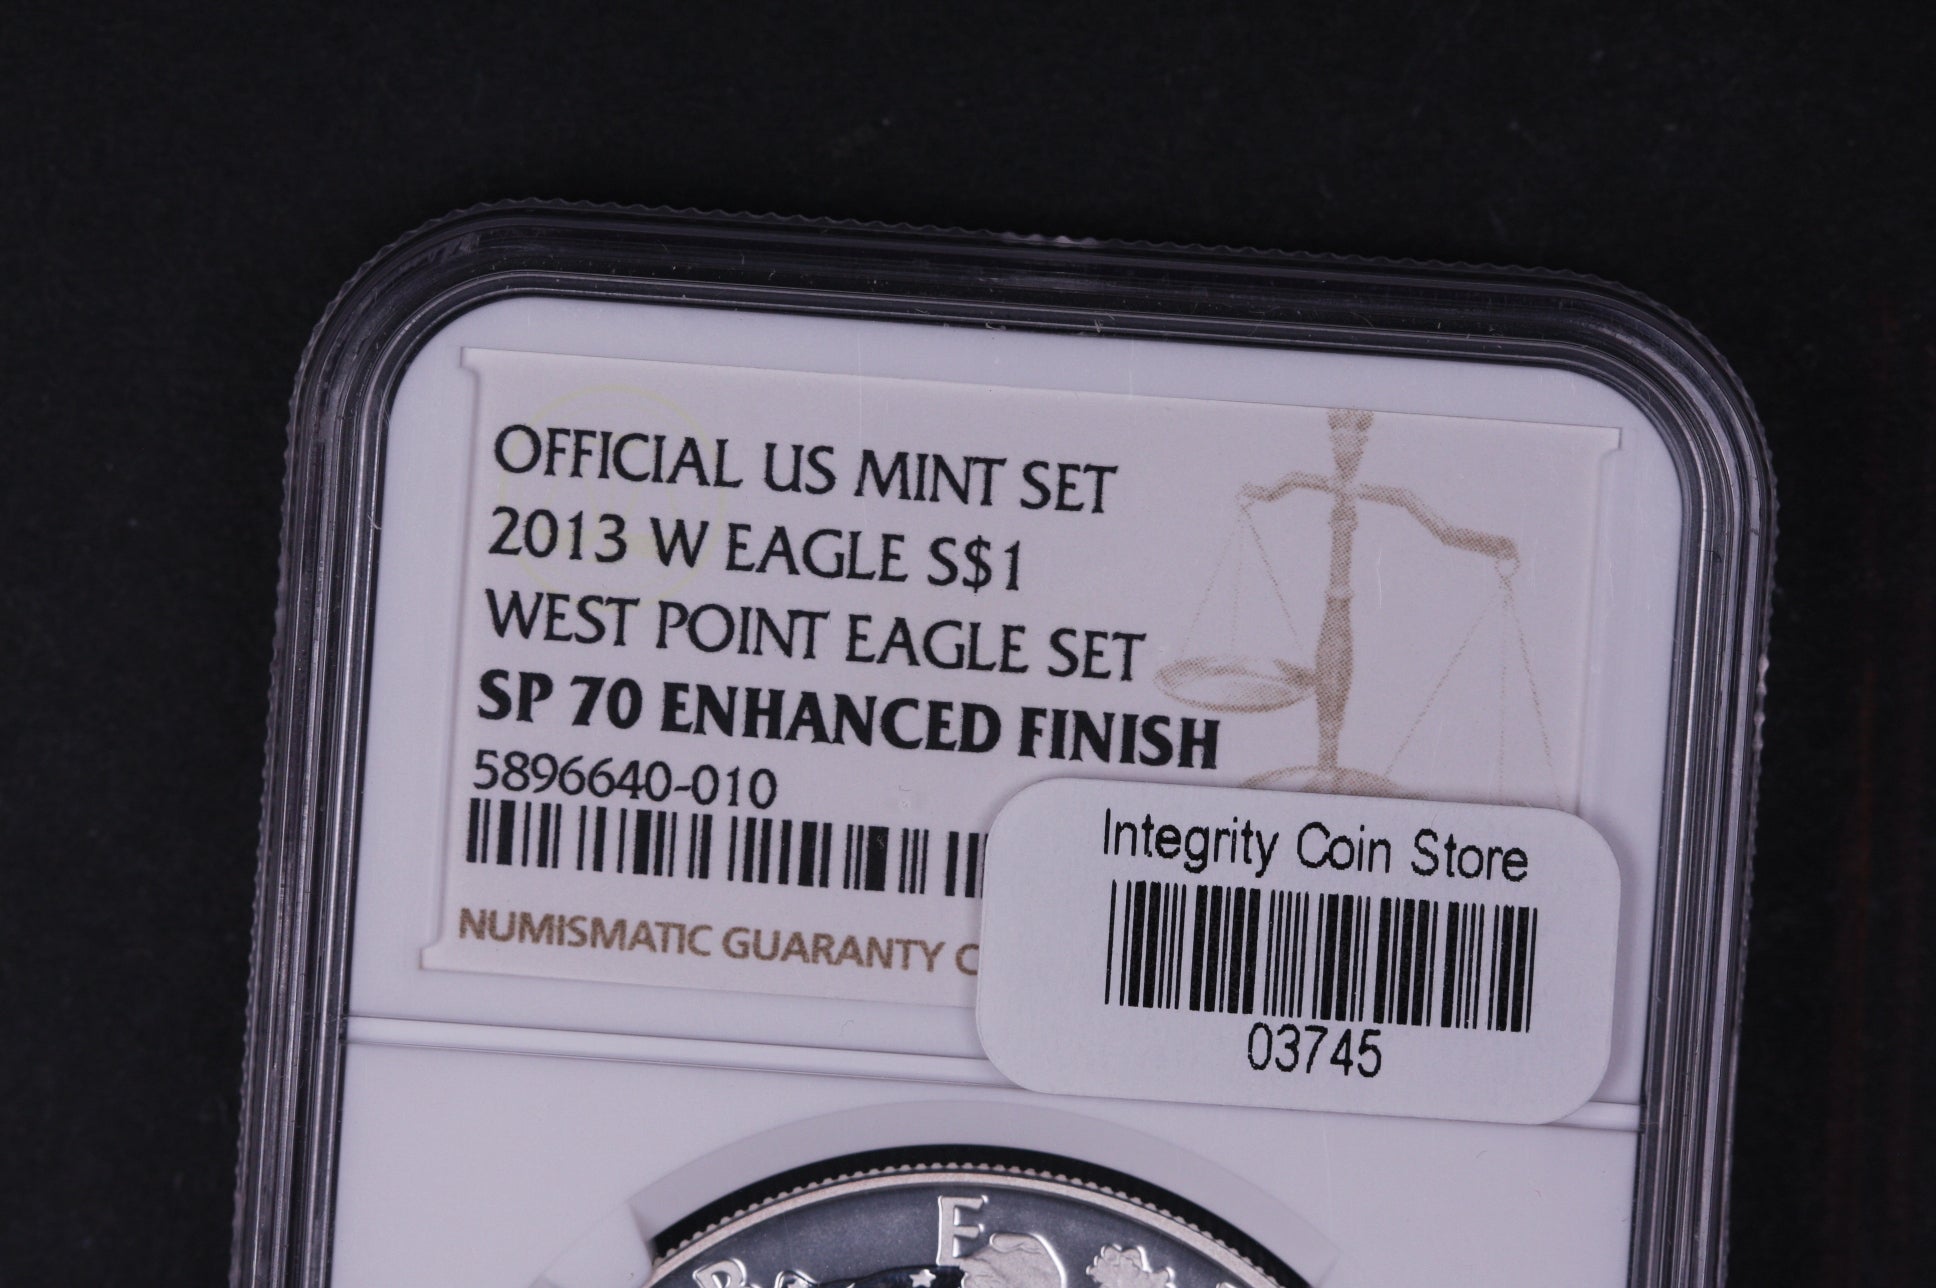 OFFICIAL US MINT SET
2013 W EAGLE S$1
WEST POINT EAGLE SET
SP 70 ENHANCED FINISH
5896640-010
NUMISMATIC GUARANTY C
Integrity Coin Store
03745
E